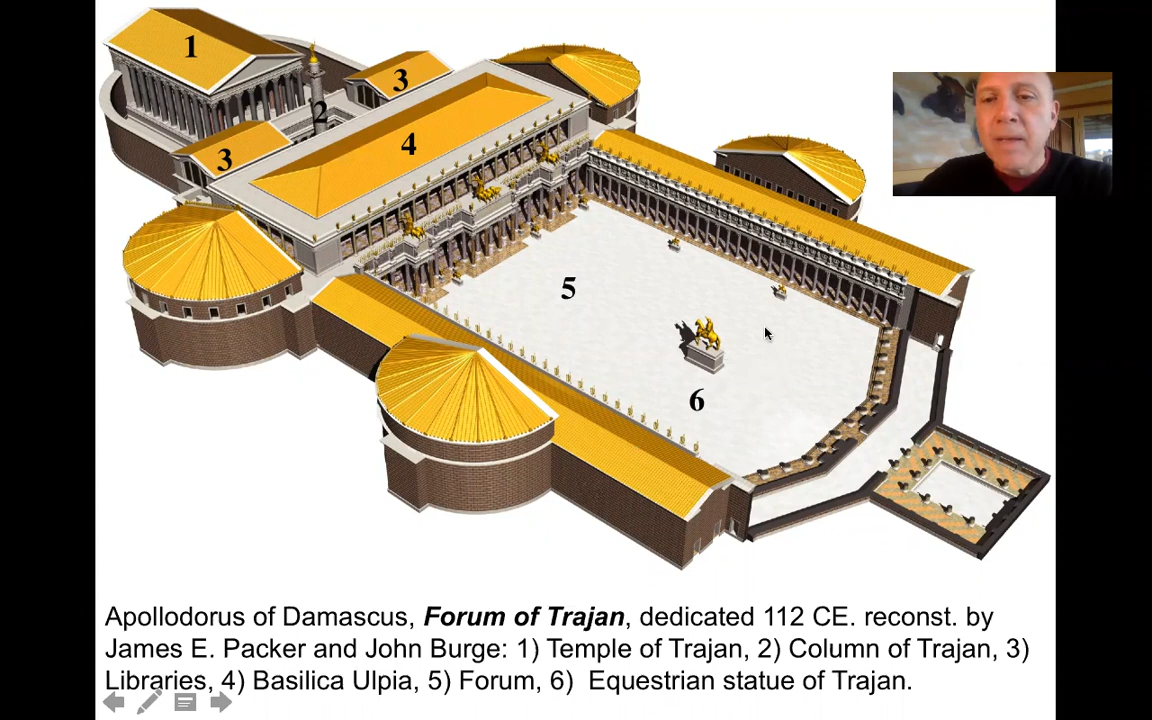 1
3
2
4
3
5
6
Apollodorus of Damascus, Forum of Trajan, dedicated 112 CE. reconst. by
James E. Packer and John Burge: 1) Temple of Trajan, 2) Column of Trajan, 3)
Libraries, 4) Basilica Ulpia, 5) Forum, 6)  Equestrian statue of Trajan.